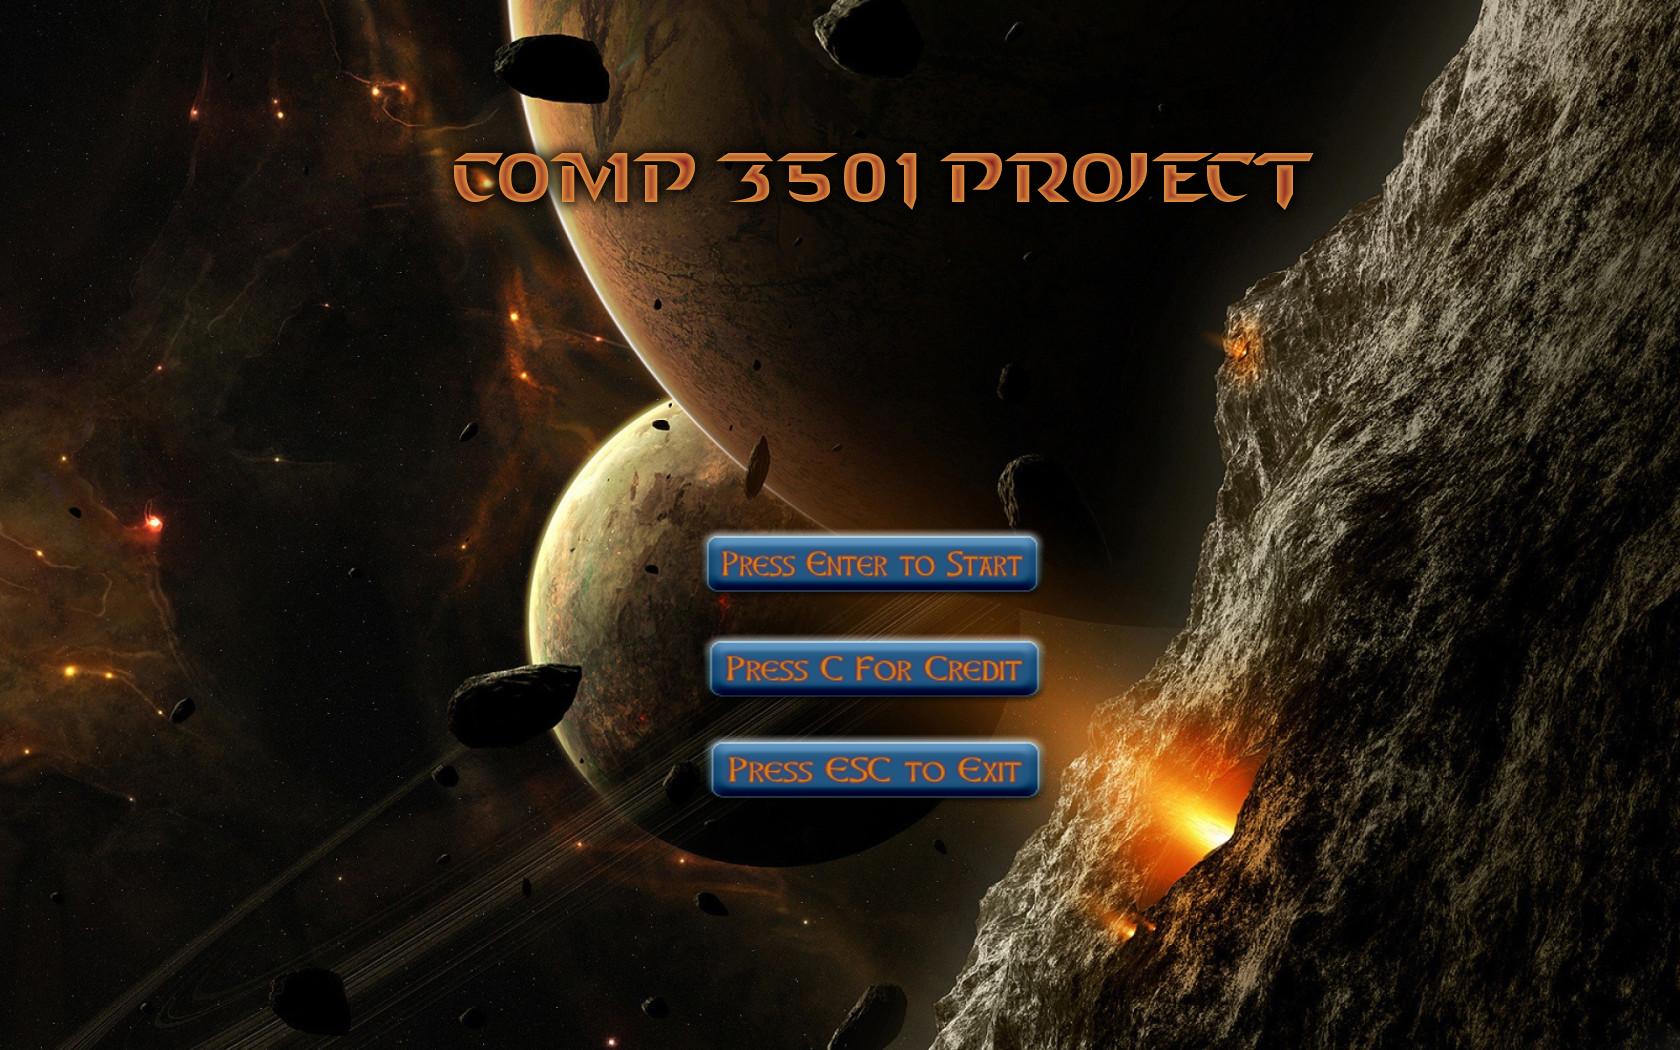 COMP 3501 PROJECT
Press Enter to Start
Press C For Credit
Press ESC to Exit